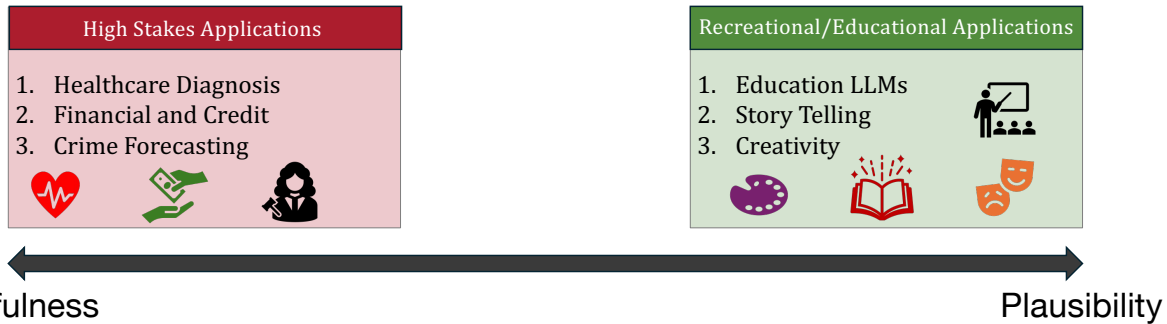 High Stakes Applications
1. Healthcare Diagnosis
2. Financial and Credit
3. Crime Forecasting
Recreational/Educational Applications
1. Education LLMs
2. Story Telling
3. Creativity
fulness
Plausibility